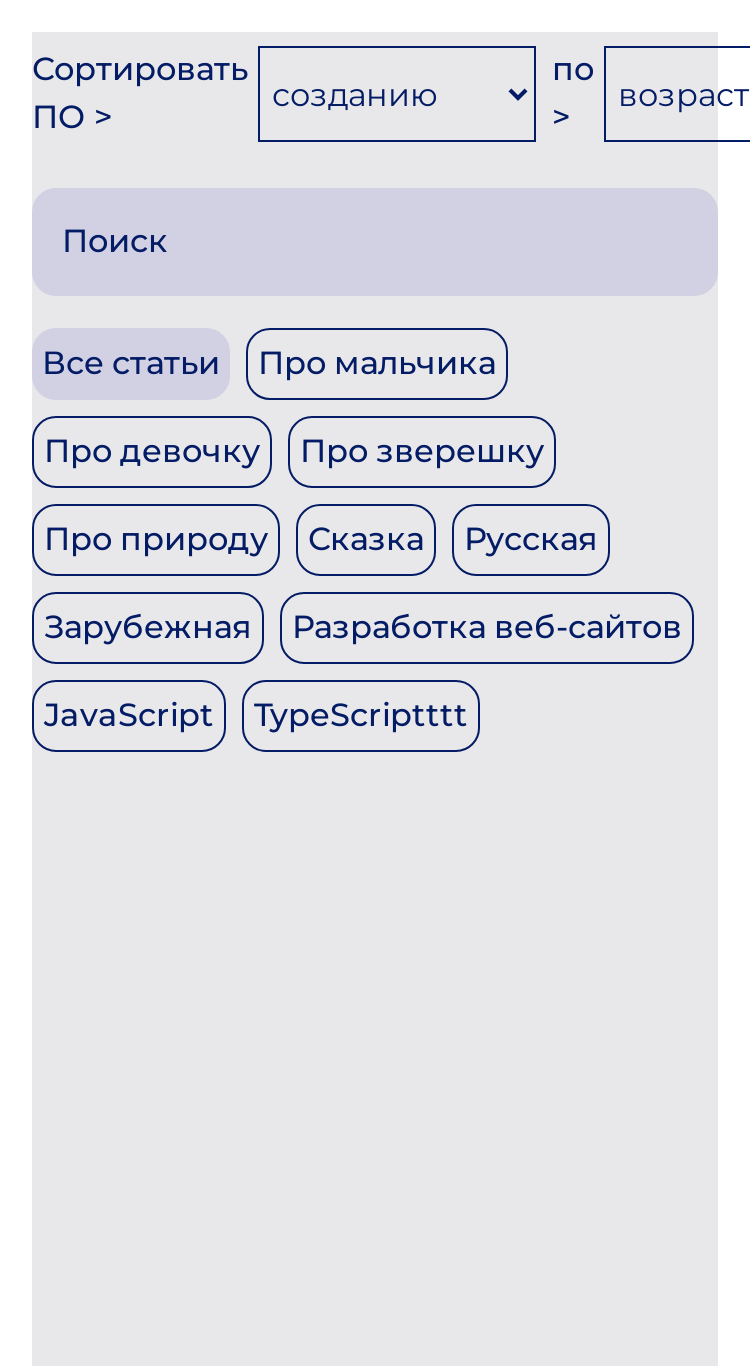 Сортировать созданию по возраст
ПО > >
Поиск
Все статьи Про мальчика
Про девочку Про зверешку
Про природу Сказка Русская
Зарубежная Разработка веб-сайтов
JavaScript TypeScriptttt